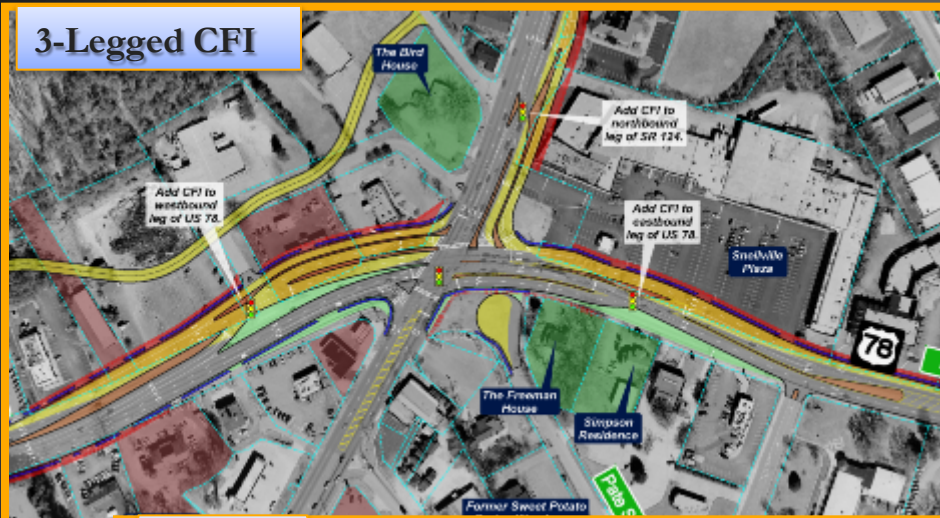 3-Legged CFI
The Bird
House
Add CFI to
northbound
leg of SR 124.
Add CFI to
westbound
leg of US 78.
Add CFI to
eastbound
leg of US 78.
Snellville
Plaza
78
The Freeman
House
Simpson
Residence
Former Sweet Potato
Pate